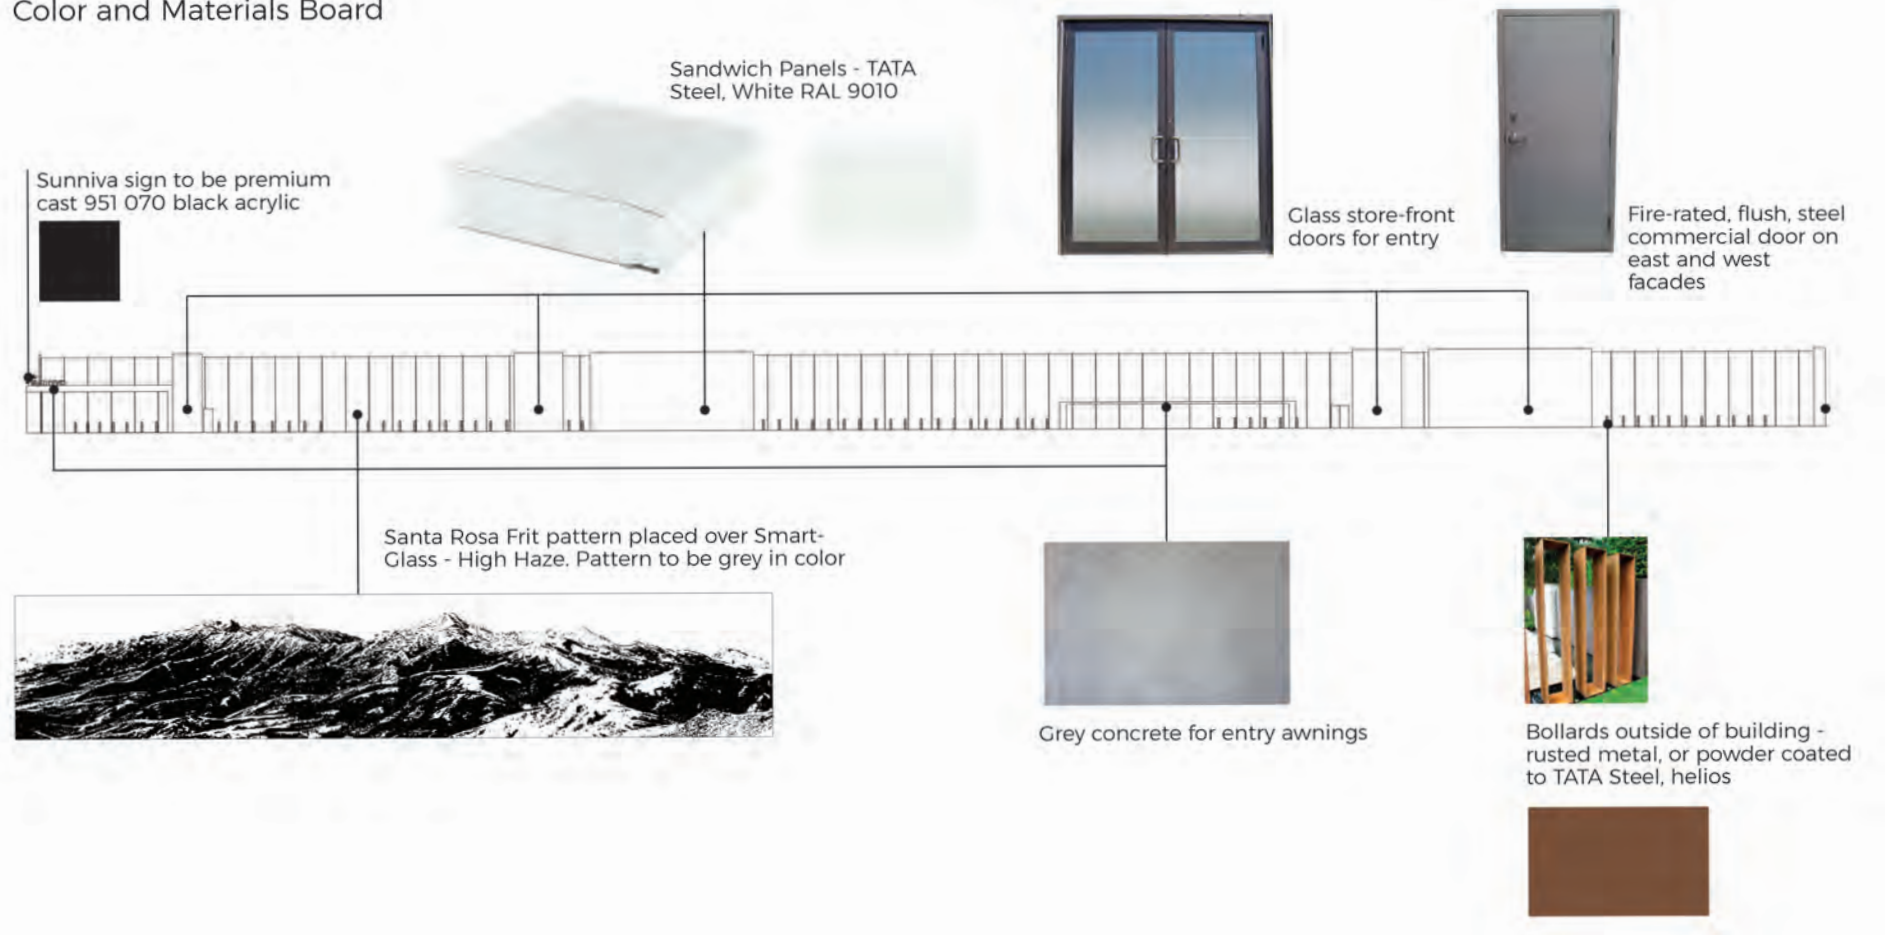 Color and Materials Board
Sandwich Panels - TATA
Steel, White RAL 9010
Sunniva sign to be premium
cast 951 070 black acrylic
Glass store-front
doors for entry
Fire-rated, flush, steel
commercial door on
east and west
facades
Santa Rosa Frit pattern placed over Smart-
Glass - High Haze. Pattern to be grey in color
Grey concrete for entry awnings
Bollards outside of building -
rusted metal, or powder coated
to TATA Steel, helios